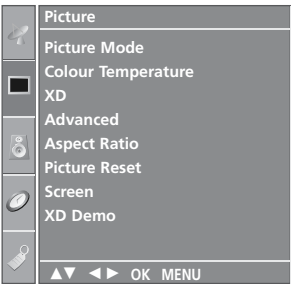 Picture
Picture Mode
Colour Temperature
XD
Advanced
Aspect Ratio
Picture Reset
Screen
XD Demo
▲▼ ◄► OK MENU